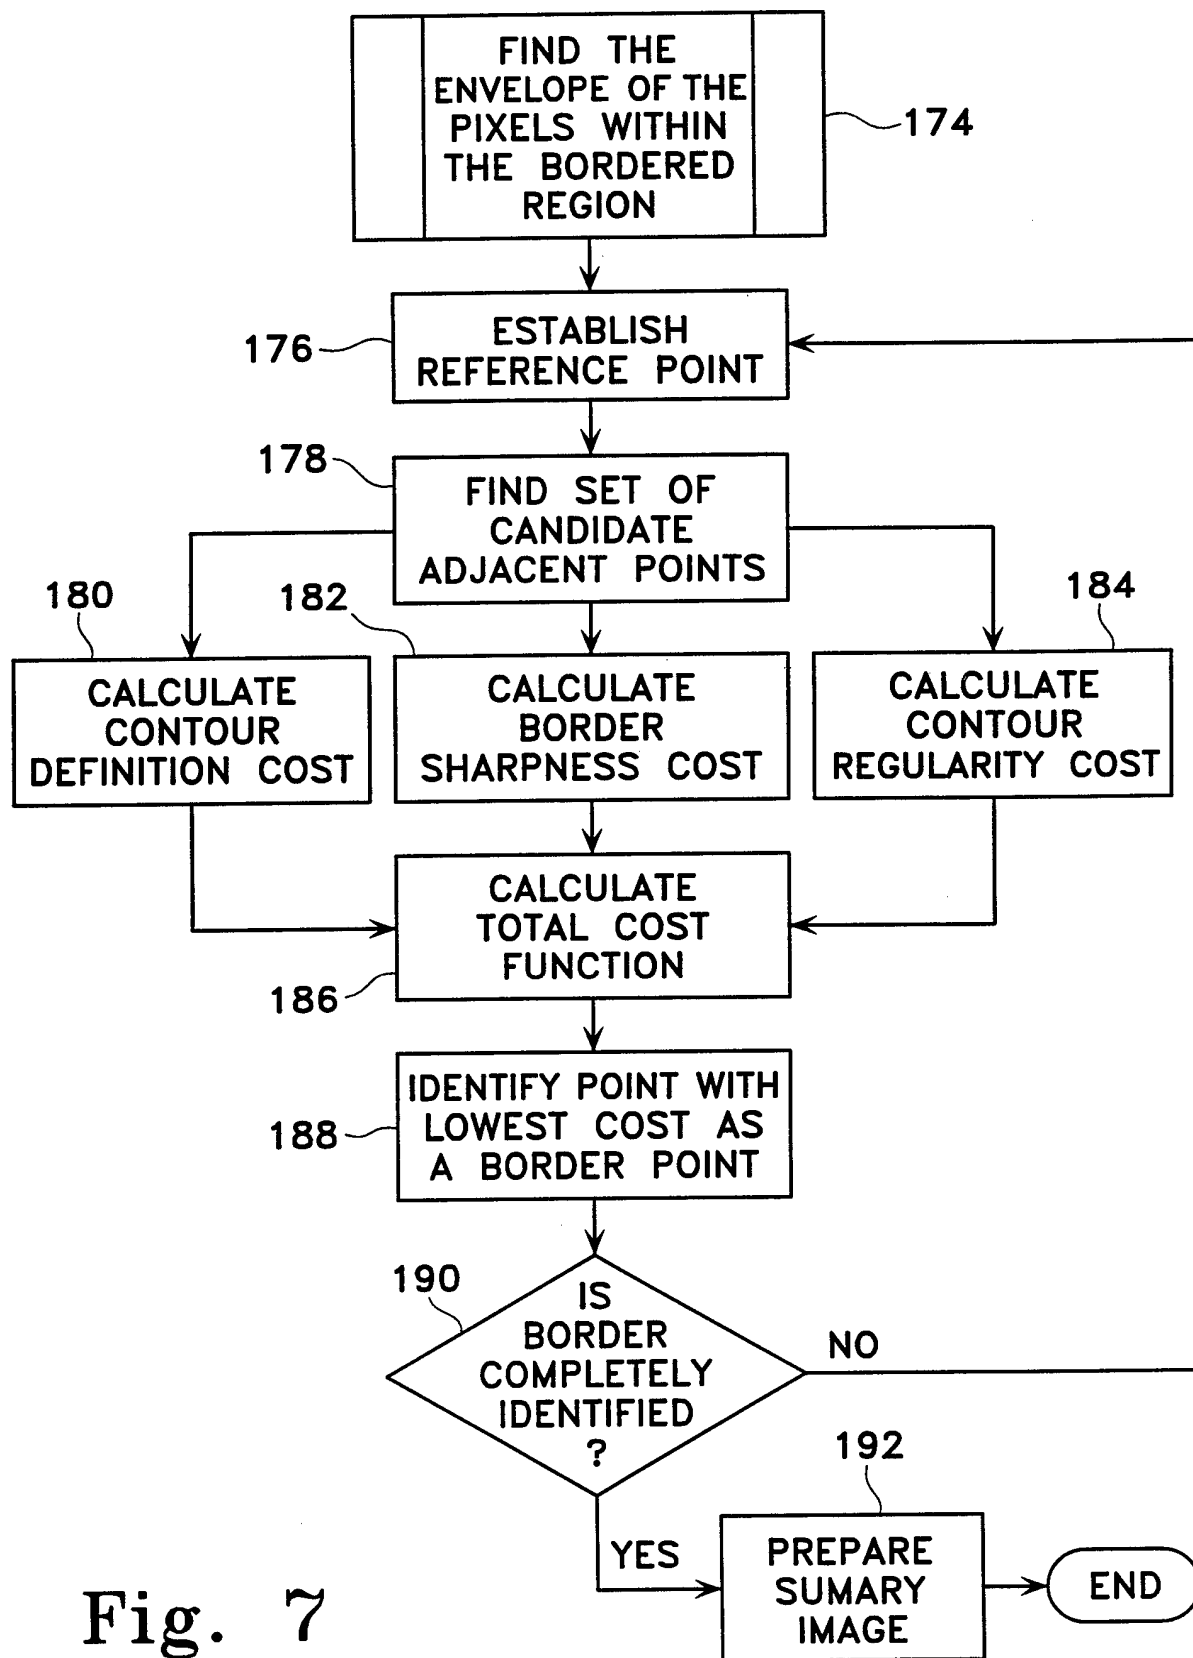 FIND THE
ENVELOPE OF THE
PIXELS WITHIN
THE BORDERED
REGION
174
176
ESTABLISH
REFERENCE POINT
178
FIND SET OF
CANDIDATE
ADJACENT POINTS
180
CALCULATE
CONTOUR
DEFINITION COST
182
CALCULATE
BORDER
SHARPNESS COST
184
CALCULATE
CONTOUR
REGULARITY COST
CALCULATE
TOTAL COST
FUNCTION
186
IDENTIFY POINT WITH
LOWEST COST AS
A BORDER POINT
188
190
IS
BORDER
COMPLETELY
IDENTIFIED
?
NO
YES
192
PREPARE
SUMARY
IMAGE
END
Fig. 7